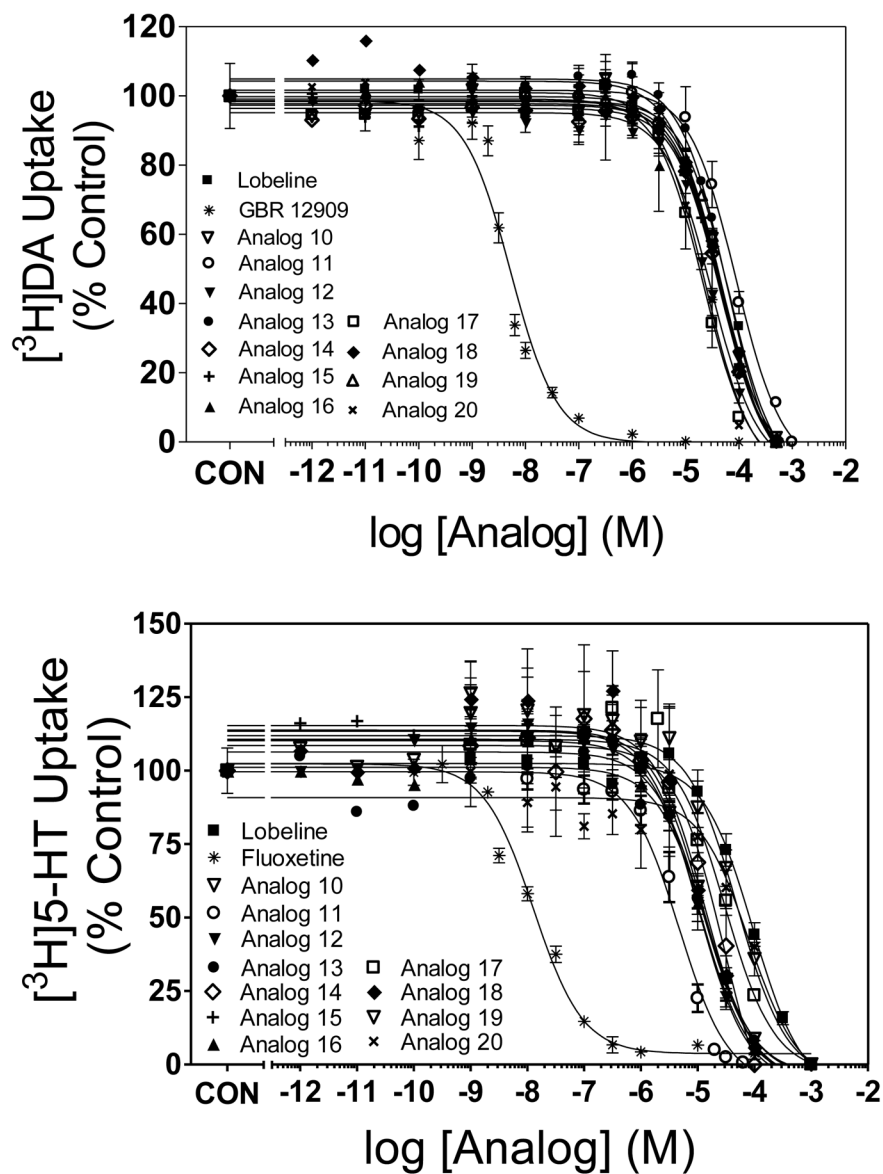 120
100
80
60
40
20
0
[³H]DA Uptake
(% Control)
Lobeline
GBR 12909
Analog 10
Analog 11
Analog 12
Analog 13
Analog 14
Analog 15
Analog 16
Analog 17
Analog 18
Analog 19
Analog 20
CON -12 -11 -10 -9 -8 -7 -6 -5 -4 -3 -2
log [Analog] (M)
150
125
100
75
50
25
0
[³H]5-HT Uptake
(% Control)
Lobeline
Fluoxetine
Analog 10
Analog 11
Analog 12
Analog 13
Analog 14
Analog 15
Analog 16
Analog 17
Analog 18
Analog 19
Analog 20
CON -12 -11 -10 -9 -8 -7 -6 -5 -4 -3 -2
log [Analog] (M)